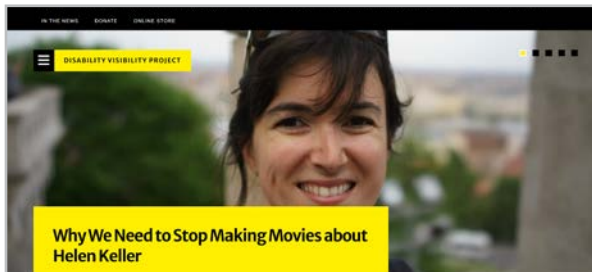 IN THE NEWS DONATE ONLINE STORE
DISABILITY VISIBILITY PROJECT
Why We Need to Stop Making Movies about
Helen Keller